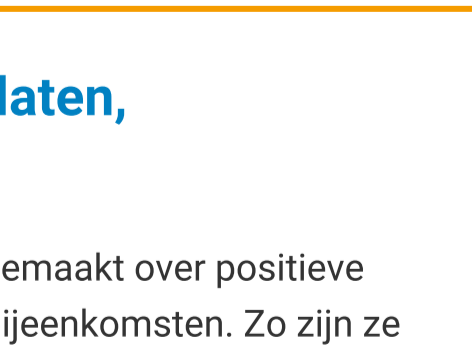 laten,
emaakt over positieve
ijeenkomsten. Zo zijn ze